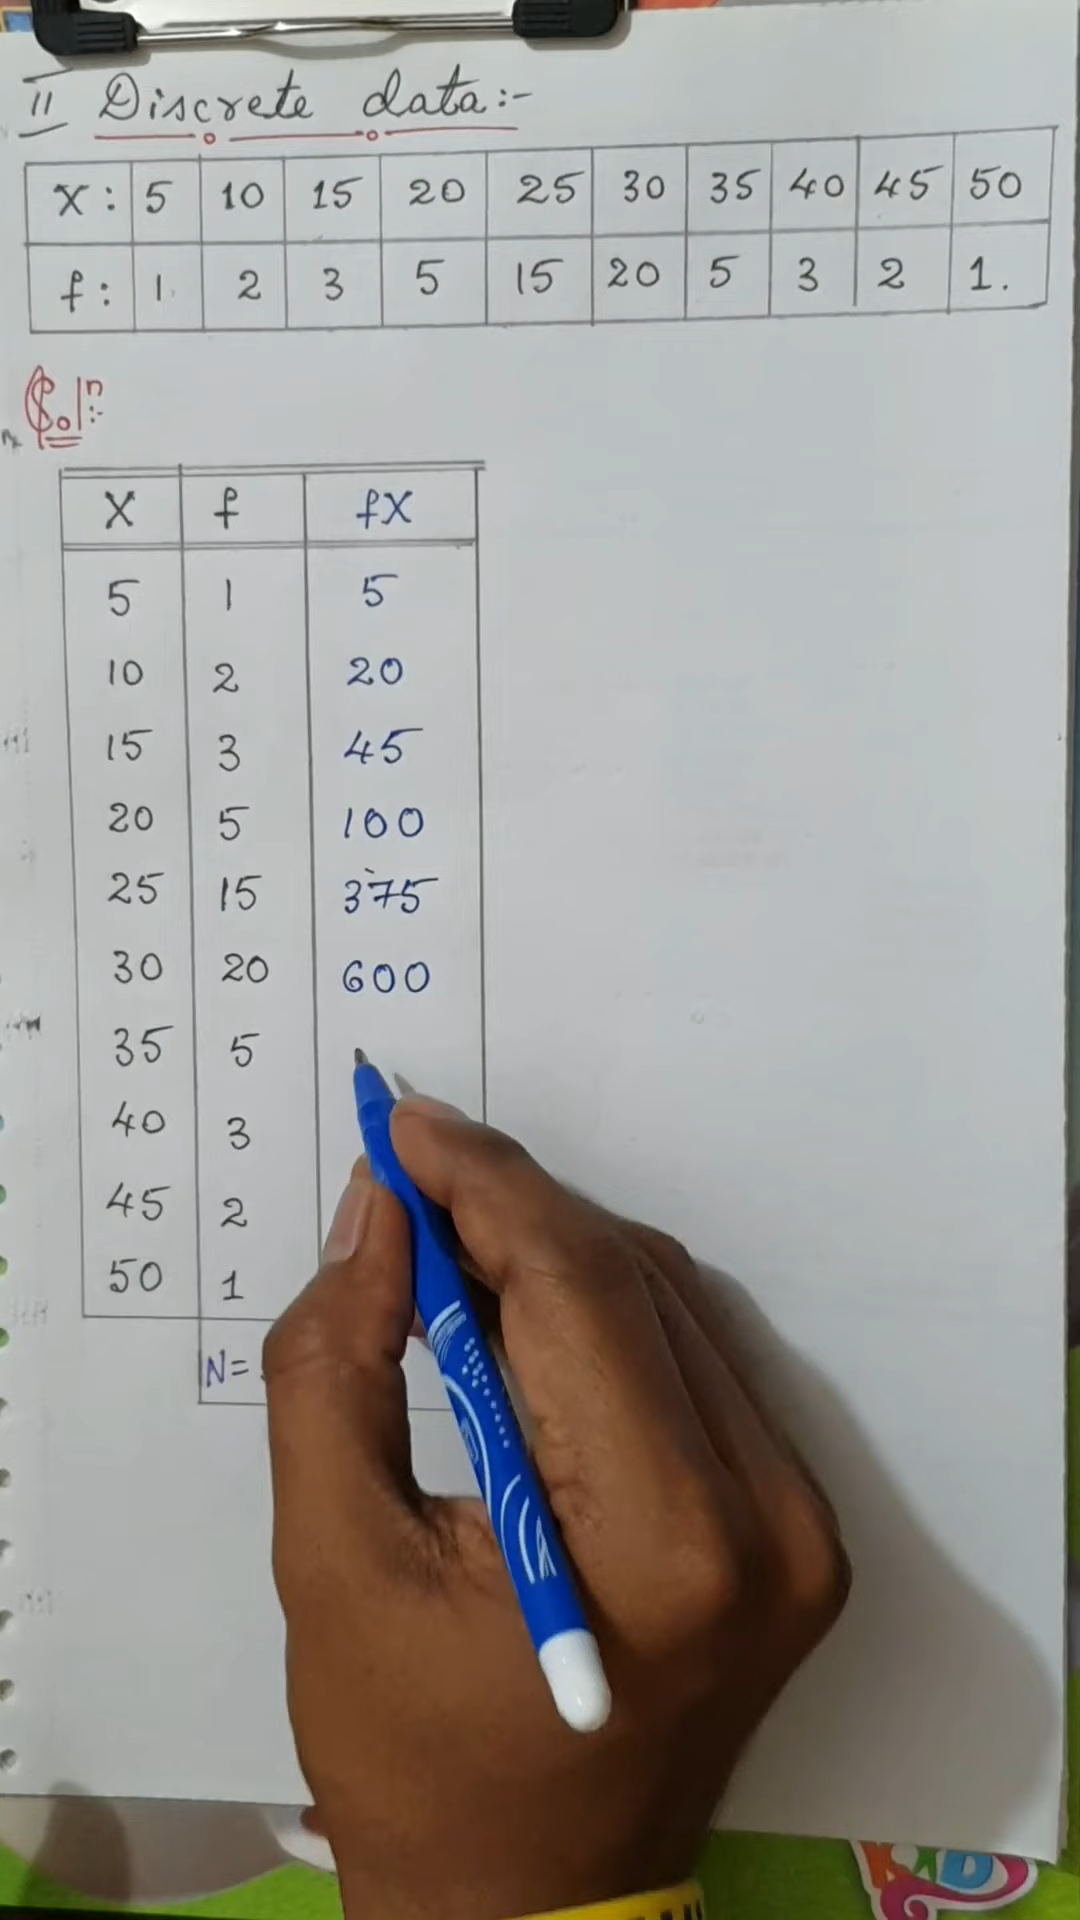 II Discrete data:-
X: 5 10 15 20 25 30 35 40 45 50
f: 1 2 3 5 15 20 5 3 2 1.
Solⁿ:-
X f fX
5 1 5
10 2 20
15 3 45
20 5 100
25 15 375
30 20 600
35 5
40 3
45 2
50 1
N=